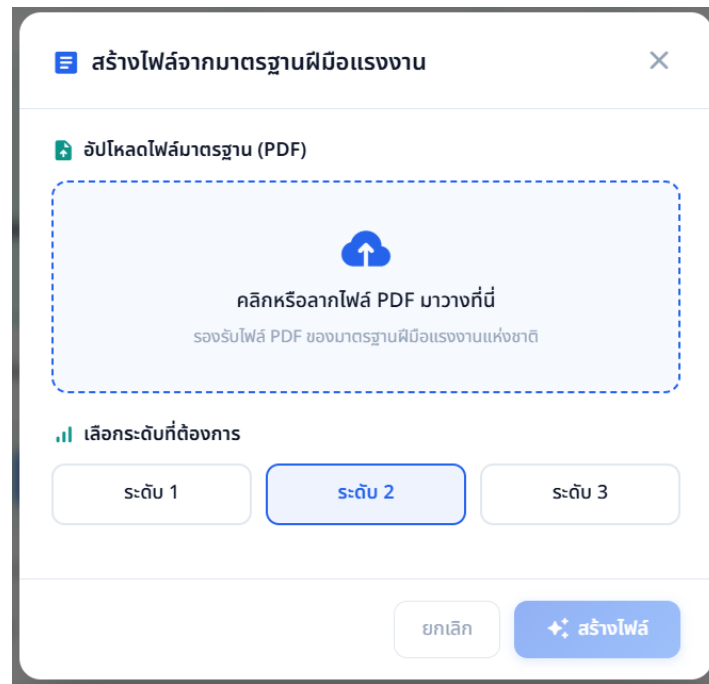 สร้างไฟล์จากมาตรฐานฝีมือแรงงาน
อัปโหลดไฟล์มาตรฐาน (PDF)
คลิกหรือลากไฟล์ PDF มาวางที่นี่
รองรับไฟล์ PDF ของมาตรฐานฝีมือแรงงานแห่งชาติ
เลือกระดับที่ต้องการ
ระดับ 1
ระดับ 2
ระดับ 3
ยกเลิก
สร้างไฟล์